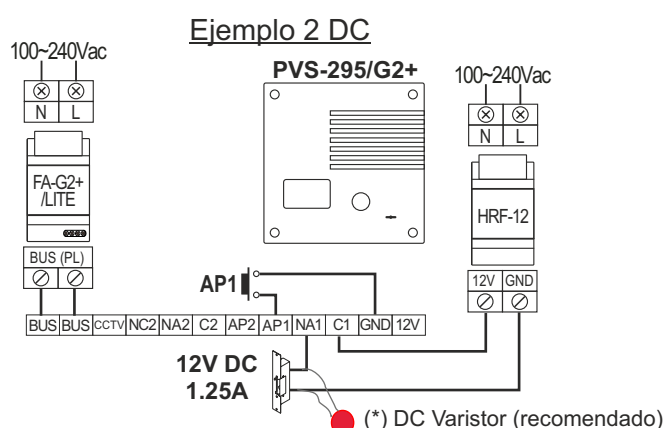 Ejemplo 2 DC
100~240Vac
N L
FA-G2+
/LITE
BUS (PL)
PVS-295/G2+
100~240Vac
N L
HRF-12
12V GND
AP1
BUS BUS CCTV NC2 NA2 C2 AP2 AP1 NA1 C1 GND 12V
12V DC
1.25A
(*) DC Varistor (recomendado)